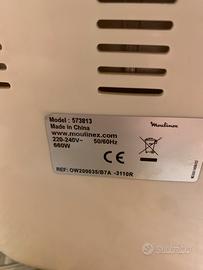 Moulinex
Model : 573813
Made in China
www.moulinex.com
220-240V~ 50/60Hz
660W
CE
REF: OW200035/B7A -3110R
subito